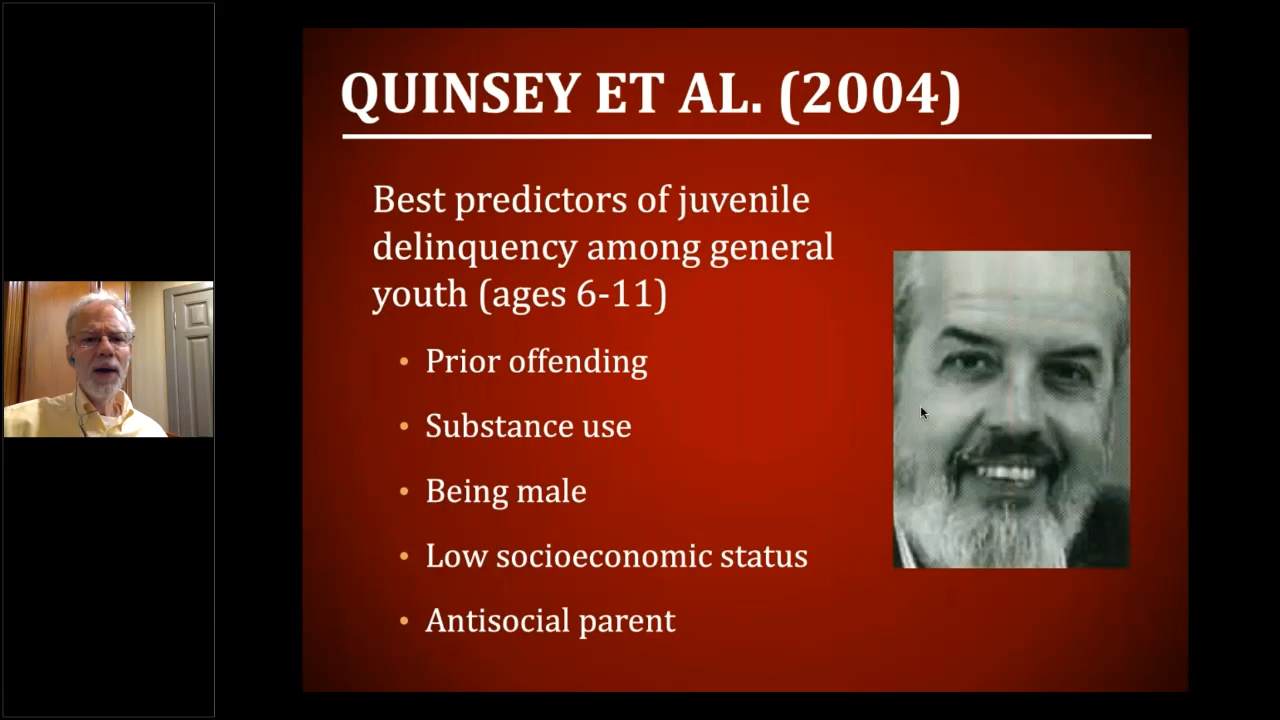 QUINSEY ET AL. (2004)
Best predictors of juvenile
delinquency among general
youth (ages 6-11)
• Prior offending
• Substance use
• Being male
• Low socioeconomic status
• Antisocial parent